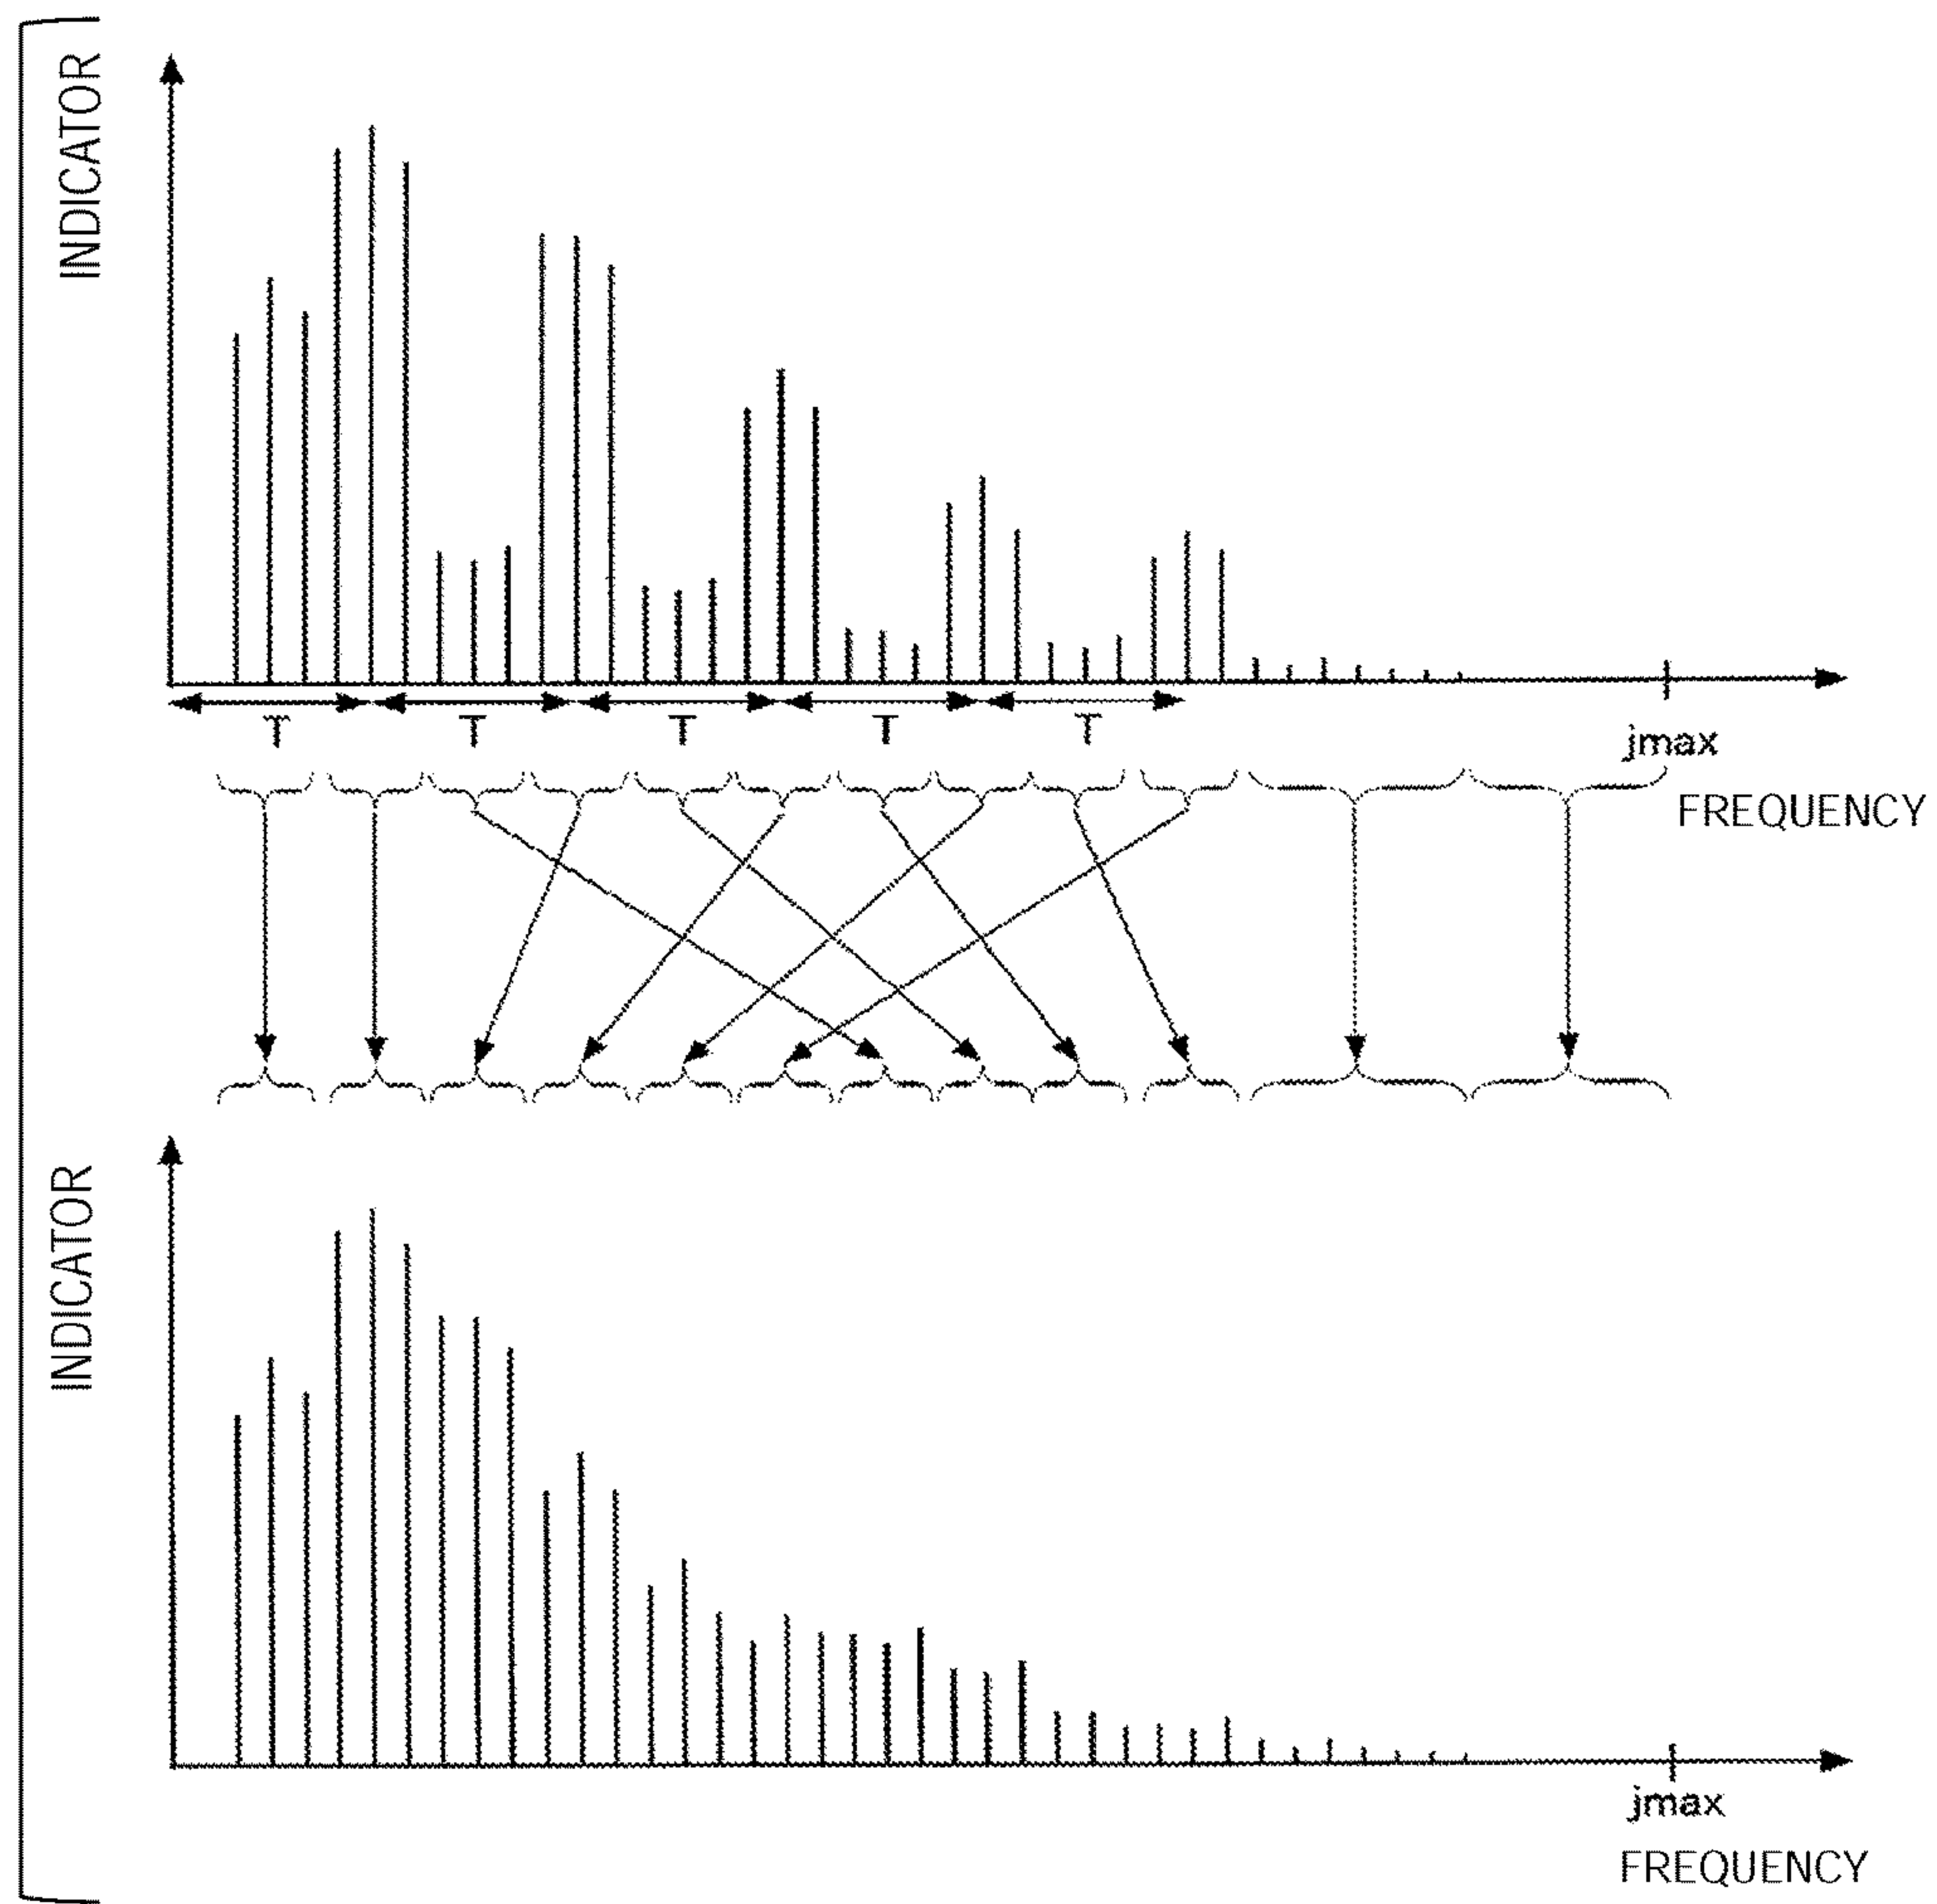 INDICATOR
T T T T T
jmax
FREQUENCY
INDICATOR
jmax
FREQUENCY